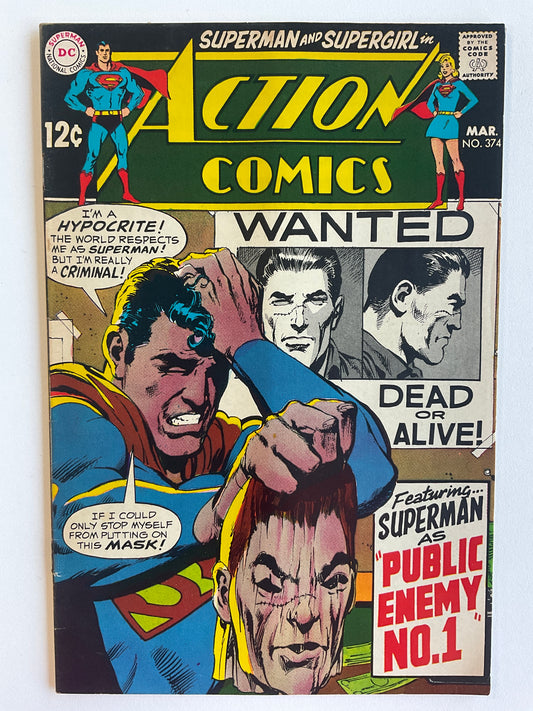 SUPERMAN
DC
NATIONAL COMICS
SUPERMAN AND SUPERGIRL in
APPROVED
BY THE
COMICS
CODE
CA
AUTHORITY
12¢
ACTION
COMICS
MAR.
NO. 374
I'M A
HYPOCRITE!
THE WORLD RESPECTS
ME AS SUPERMAN!
BUT I'M REALLY
A CRIMINAL!
WANTED
DEAD
OR
ALIVE!
IF I COULD
ONLY STOP MYSELF
FROM PUTTING ON
THIS MASK!
Featuring...
SUPERMAN
AS
"PUBLIC
ENEMY
NO.1"